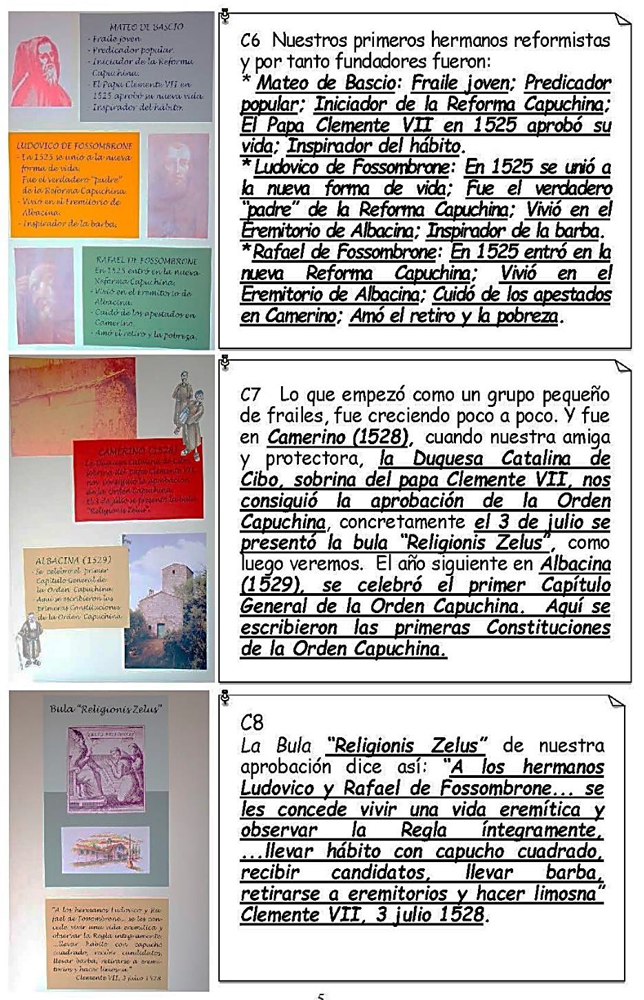 MATEO DE BASCIO
- Fraile joven.
- Predicador popular.
- Iniciador de la Reforma
Capuchina.
- El Papa Clemente VII en
1525 aprobó su nueva vida.
- Inspirador del hábito.
LUDOVICO DE FOSSOMBRONE
- En 1525 se unió a la nueva
forma de vida.
Fue el verdadero "padre"
de la Reforma Capuchina.
- Vivió en el Eremitorio de
Albacina.
- Inspirador de la barba.
RAFAEL DE FOSSOMBRONE
En 1525 entró en la nueva
Reforma Capuchina.
- Vivió en el Eremitorio de
Albacina.
- Cuidó de los apestados en
Camerino.
- Amó el retiro y la pobreza.
C6 Nuestros primeros hermanos reformistas
y por tanto fundadores fueron:
* Mateo de Bascio: Fraile joven; Predicador
popular; Iniciador de la Reforma Capuchina;
El Papa Clemente VII en 1525 aprobó su
vida; Inspirador del hábito.
* Ludovico de Fossombrone: En 1525 se unió a
la nueva forma de vida; Fue el verdadero
"padre" de la Reforma Capuchina; Vivió en el
Eremitorio de Albacina; Inspirador de la barba.
* Rafael de Fossombrone: En 1525 entró en la
nueva Reforma Capuchina; Vivió en el
Eremitorio de Albacina; Cuidó de los apestados
en Camerino; Amó el retiro y la pobreza.
CAMERINO (1528)
La Duquesa Catalina de Cibo,
sobrina del papa Clemente VII,
nos consiguió la aprobación
de la Orden Capuchina.
El 3 de julio se presentó la bula
"Religionis Zelus".
ALBACINA (1529)
- Se celebro el primer
Capitulo General de
la Orden Capuchina.
- Aquí se escribieron las
primeras Constituciones
de la Orden Capuchina.
C7 Lo que empezó como un grupo pequeño
de frailes, fue creciendo poco a poco. Y fue
en Camerino (1528), cuando nuestra amiga
y protectora, la Duquesa Catalina de
Cibo, sobrina del papa Clemente VII, nos
consiguió la aprobación de la Orden
Capuchina, concretamente el 3 de julio se
presentó la bula "Religionis Zelus", como
luego veremos. El año siguiente en Albacina
(1529), se celebró el primer Capítulo
General de la Orden Capuchina. Aquí se
escribieron las primeras Constituciones
de la Orden Capuchina.
Bula "Religionis Zelus"
"A los hermanos Ludovico y Ra-
fael de Fossombrone... se les con-
cede vivir una vida eremítica y
observar la Regla íntegramente,
...llevar hábito con capucho
cuadrado, recibir candidatos,
llevar barba, retirarse a eremi-
torios y hacer limosna"
Clemente VII, 3 julio 1528
C8
La Bula "Religionis Zelus" de nuestra
aprobación dice así: "A los hermanos
Ludovico y Rafael de Fossombrone... se
les concede vivir una vida eremítica y
observar la Regla íntegramente,
...llevar hábito con capucho cuadrado,
recibir candidatos, llevar barba,
retirarse a eremitorios y hacer limosna"
Clemente VII, 3 julio 1528.
5